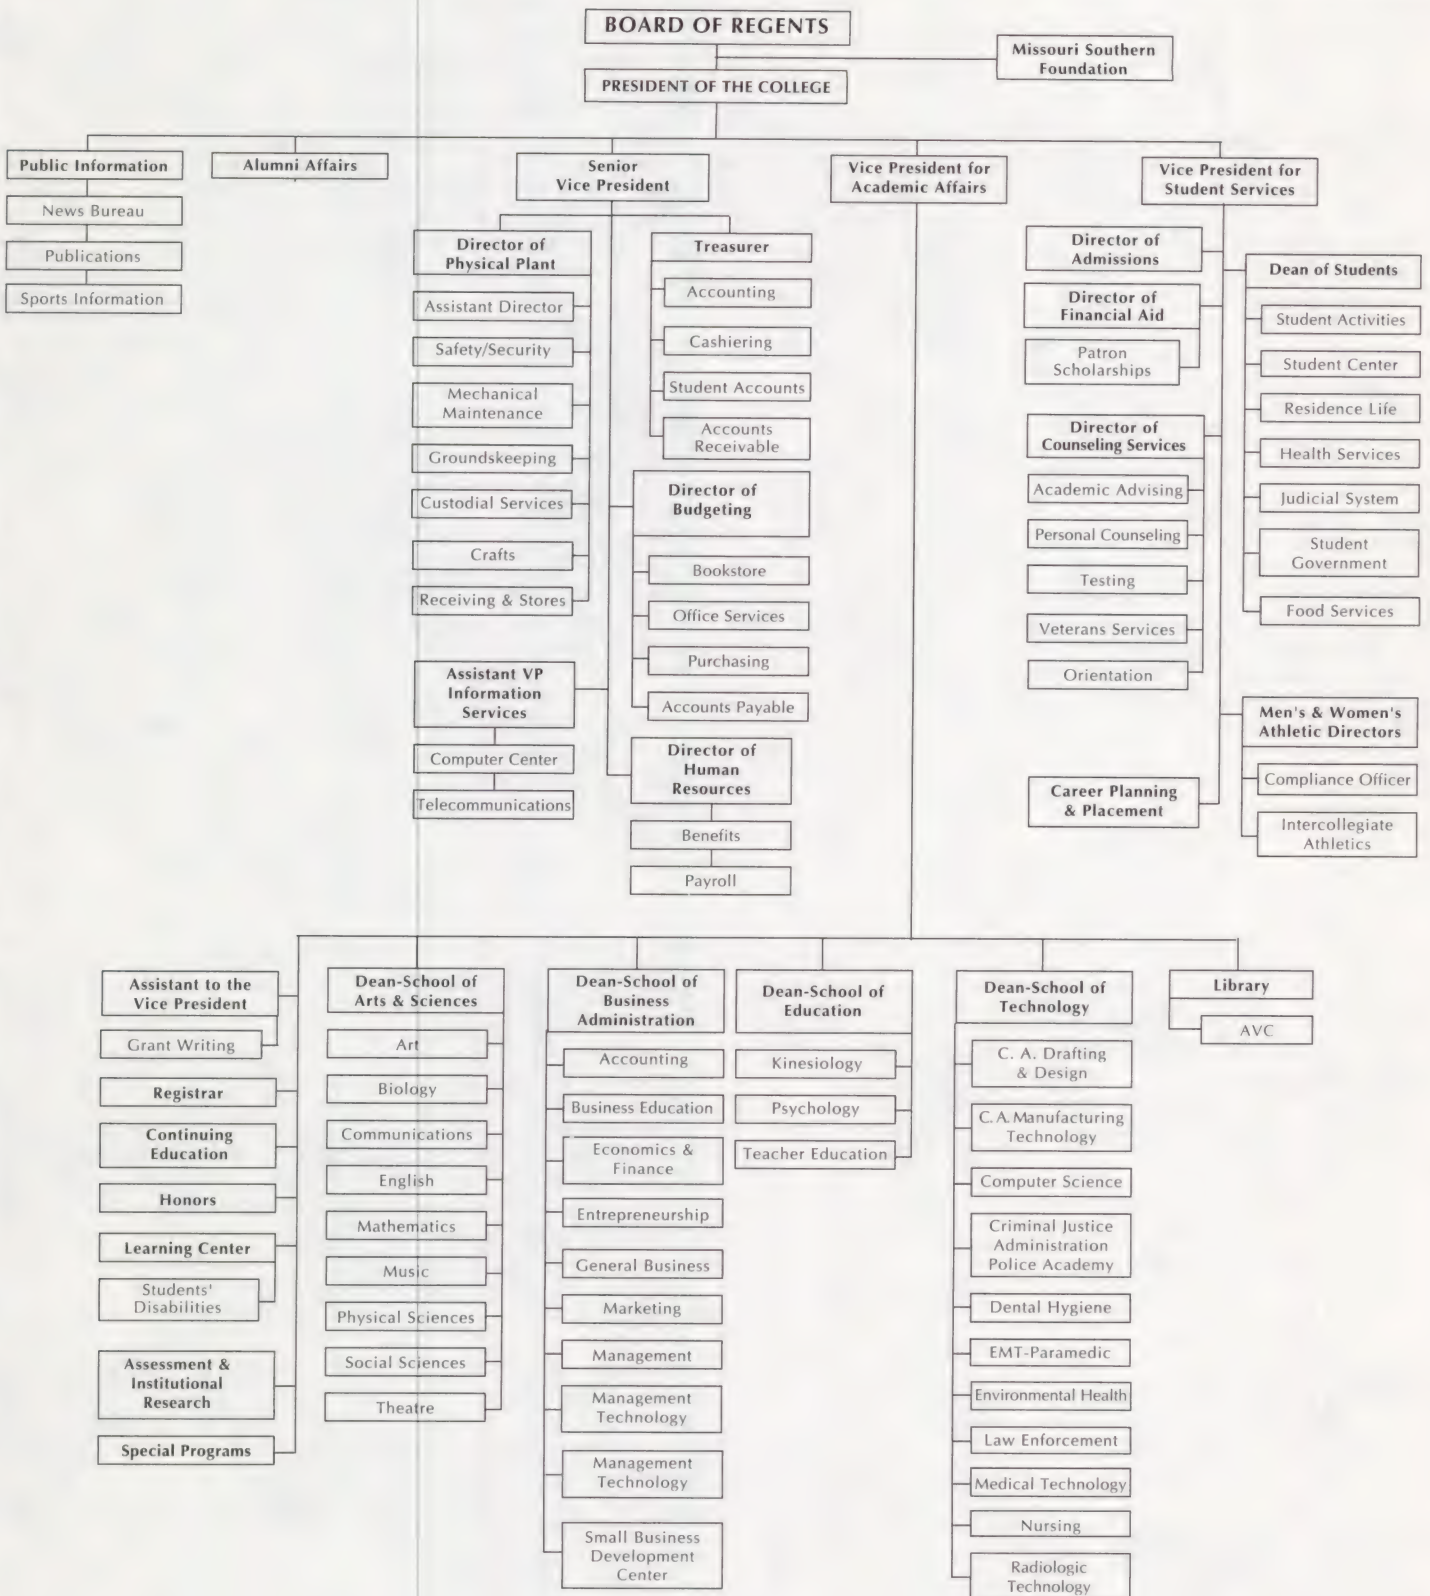 BOARD OF REGENTS
Missouri Southern
Foundation
PRESIDENT OF THE COLLEGE
Public Information
News Bureau
Publications
Sports Information
Alumni Affairs
Senior
Vice President
Director of
Physical Plant
Assistant Director
Safety/Security
Mechanical
Maintenance
Groundskeeping
Custodial Services
Crafts
Receiving & Stores
Assistant VP
Information
Services
Computer Center
Telecommunications
Treasurer
Accounting
Cashiering
Student Accounts
Accounts
Receivable
Director of
Budgeting
Bookstore
Office Services
Purchasing
Accounts Payable
Director of
Human
Resources
Benefits
Payroll
Vice President for
Academic Affairs
Vice President for
Student Services
Director of
Admissions
Director of
Financial Aid
Patron
Scholarships
Director of
Counseling Services
Academic Advising
Personal Counseling
Testing
Veterans Services
Orientation
Career Planning
& Placement
Dean of Students
Student Activities
Student Center
Residence Life
Health Services
Judicial System
Student
Government
Food Services
Men's & Women's
Athletic Directors
Compliance Officer
Intercollegiate
Athletics
Assistant to the
Vice President
Grant Writing
Registrar
Continuing
Education
Honors
Learning Center
Students'
Disabilities
Assessment &
Institutional
Research
Special Programs
Dean-School of
Arts & Sciences
Art
Biology
Communications
English
Mathematics
Music
Physical Sciences
Social Sciences
Theatre
Dean-School of
Business
Administration
Accounting
Business Education
Economics &
Finance
Entrepreneurship
General Business
Marketing
Management
Management
Technology
Management
Technology
Small Business
Development
Center
Dean-School of
Education
Kinesiology
Psychology
Teacher Education
Dean-School of
Technology
C. A. Drafting
& Design
C. A. Manufacturing
Technology
Computer Science
Criminal Justice
Administration
Police Academy
Dental Hygiene
EMT-Paramedic
Environmental Health
Law Enforcement
Medical Technology
Nursing
Radiologic
Technology
Library
AVC